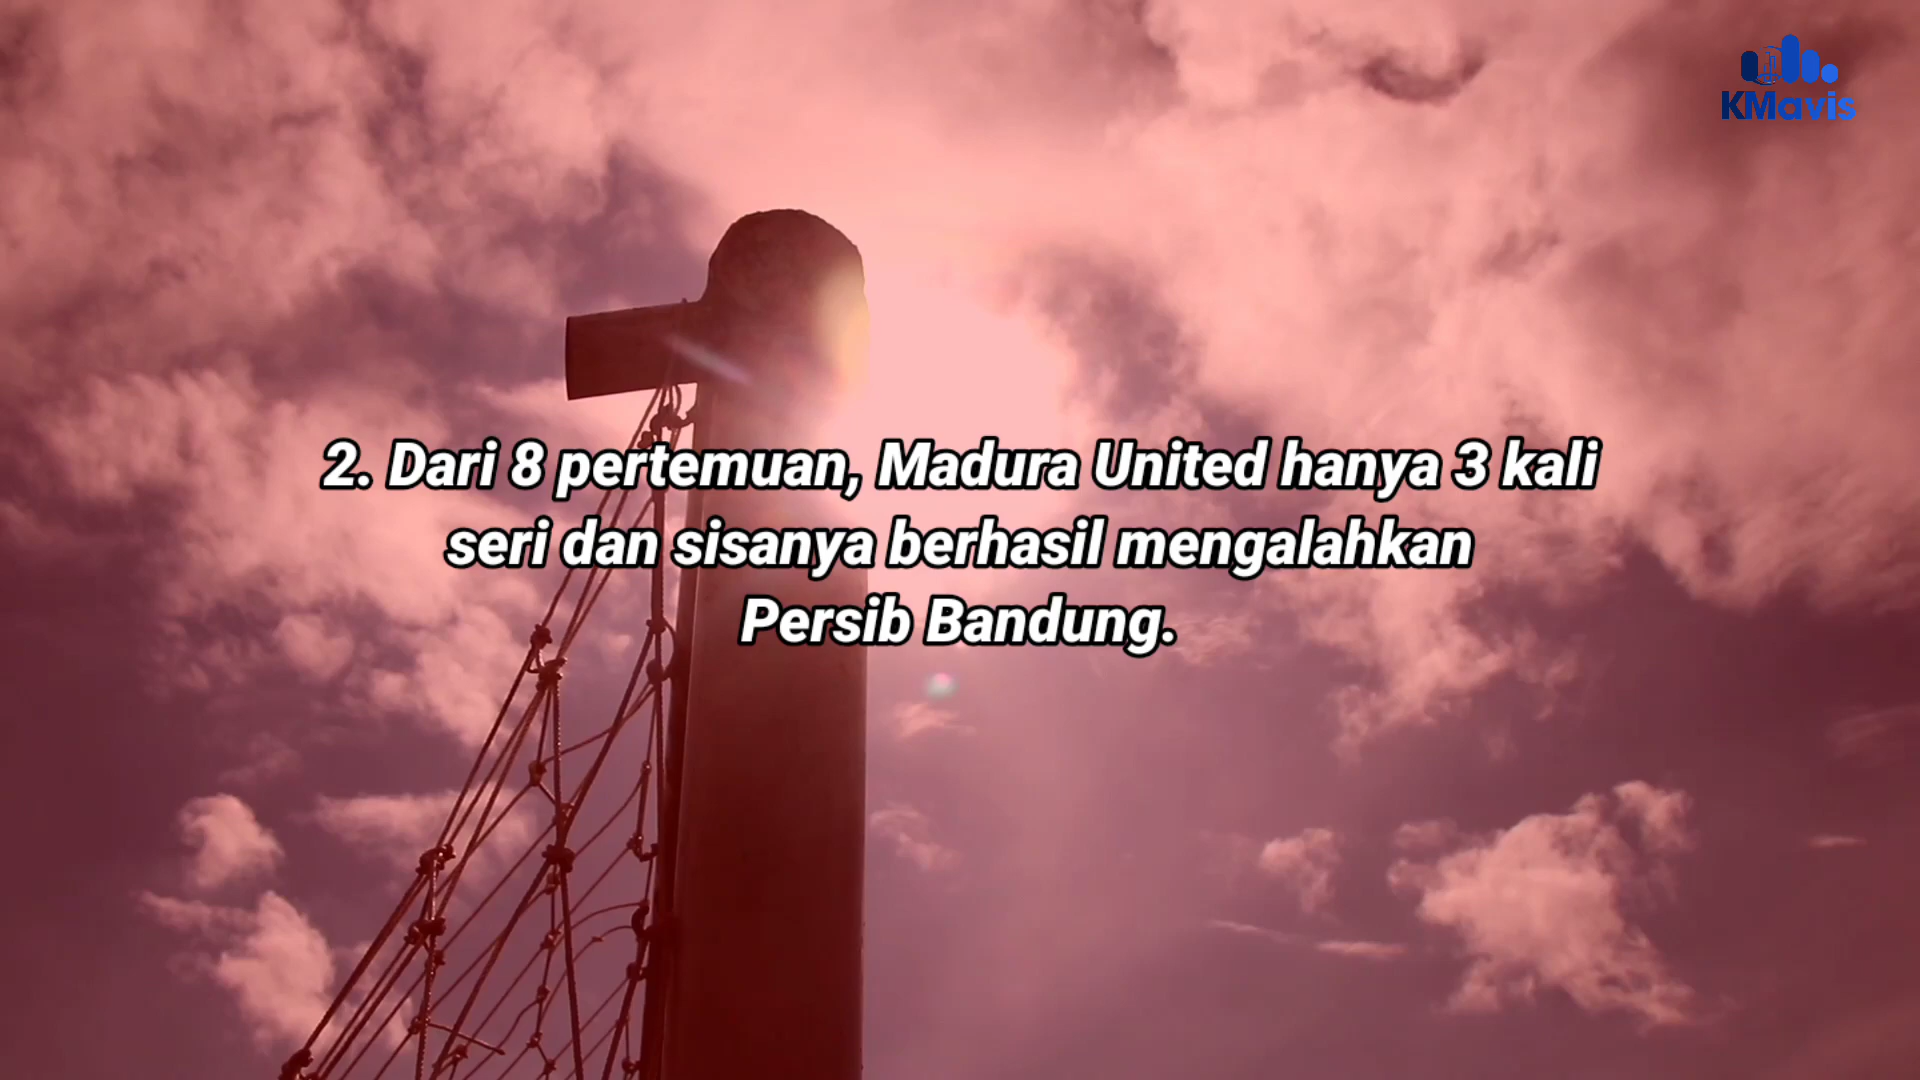 KMavis
2. Dari 8 pertemuan, Madura United hanya 3 kali
seri dan sisanya berhasil mengalahkan
Persib Bandung.